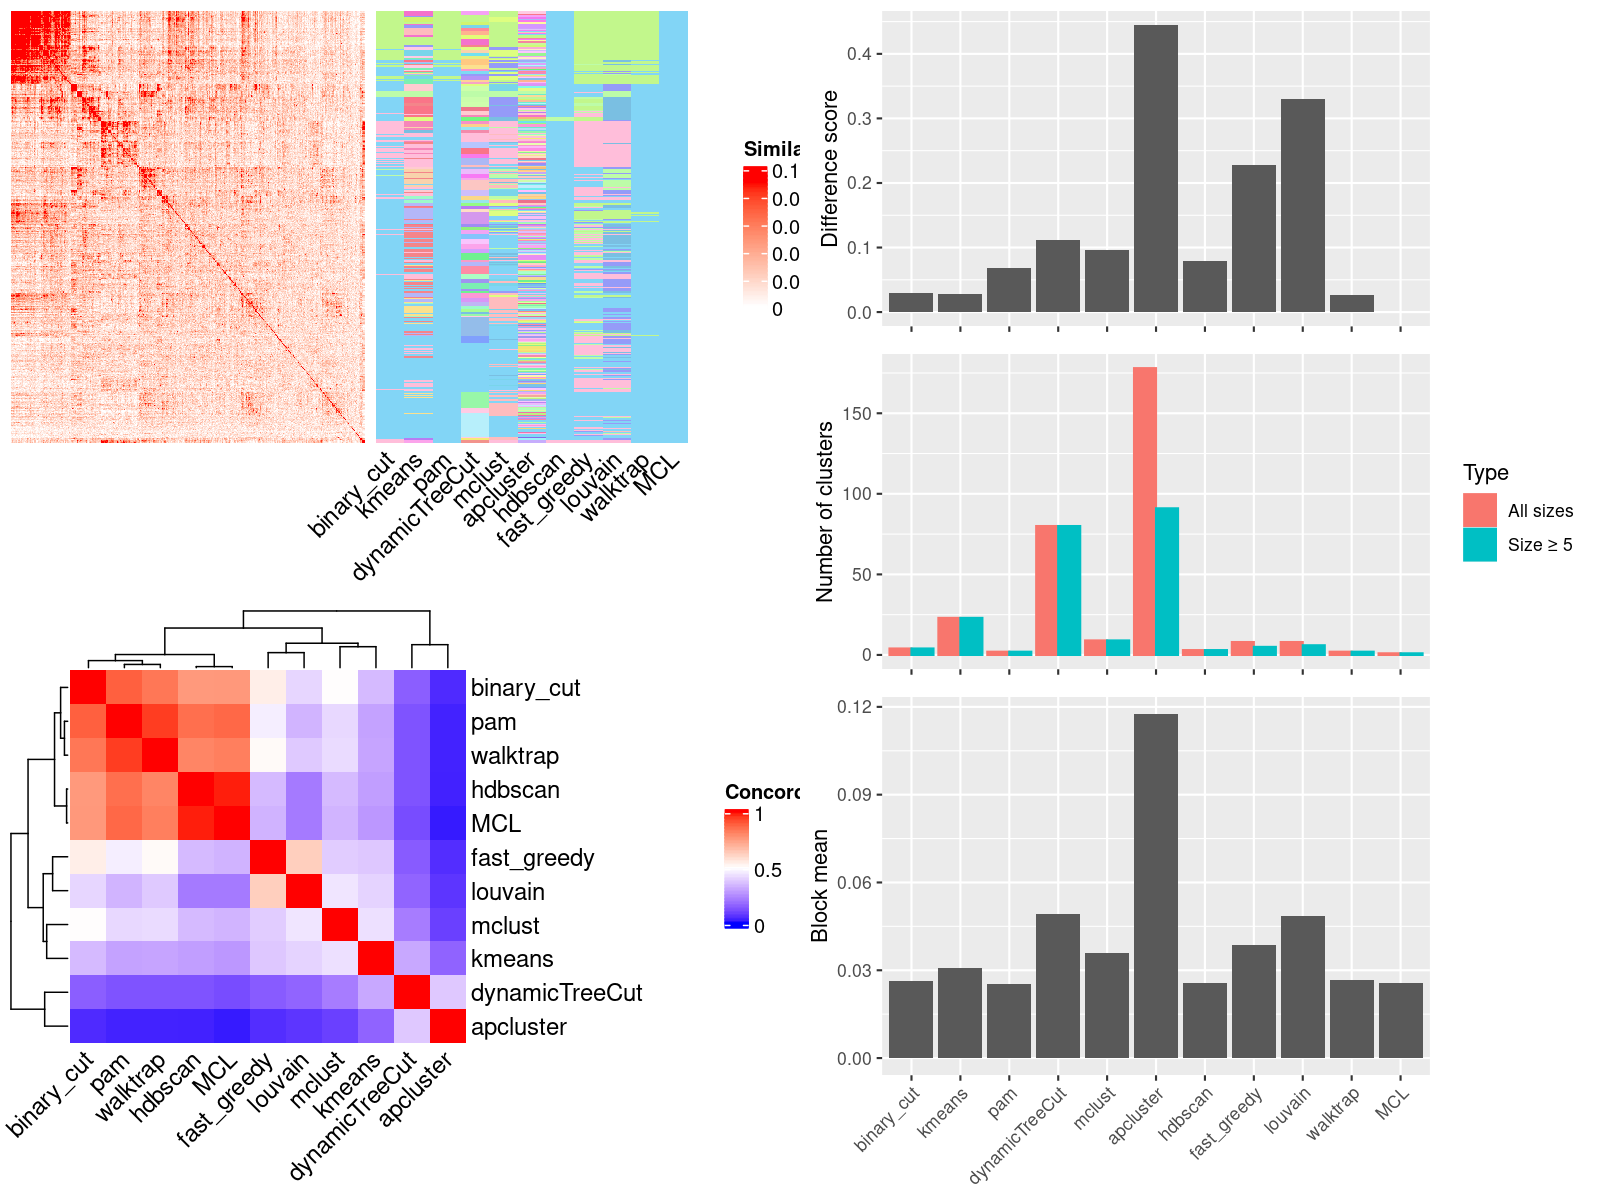 Simila
0.1
0.0
0.0
0.0
0.0
0
binary_cut
kmeans
pam
dynamicTreeCut
mclust
apcluster
hdbscan
fast_greedy
louvain
walktrap
MCL
binary_cut
pam
walktrap
hdbscan
MCL
fast_greedy
louvain
mclust
kmeans
dynamicTreeCut
apcluster
binary_cut
pam
walktrap
hdbscan
MCL
fast_greedy
louvain
mclust
kmeans
dynamicTreeCut
apcluster
Concord
1
0.5
0
Difference score
0.4
0.3
0.2
0.1
0.0
Number of clusters
150
100
50
0
Type
All sizes
Size ≥ 5
Block mean
0.12
0.09
0.06
0.03
0.00
binary_cut
kmeans
pam
dynamicTreeCut
mclust
apcluster
hdbscan
fast_greedy
louvain
walktrap
MCL